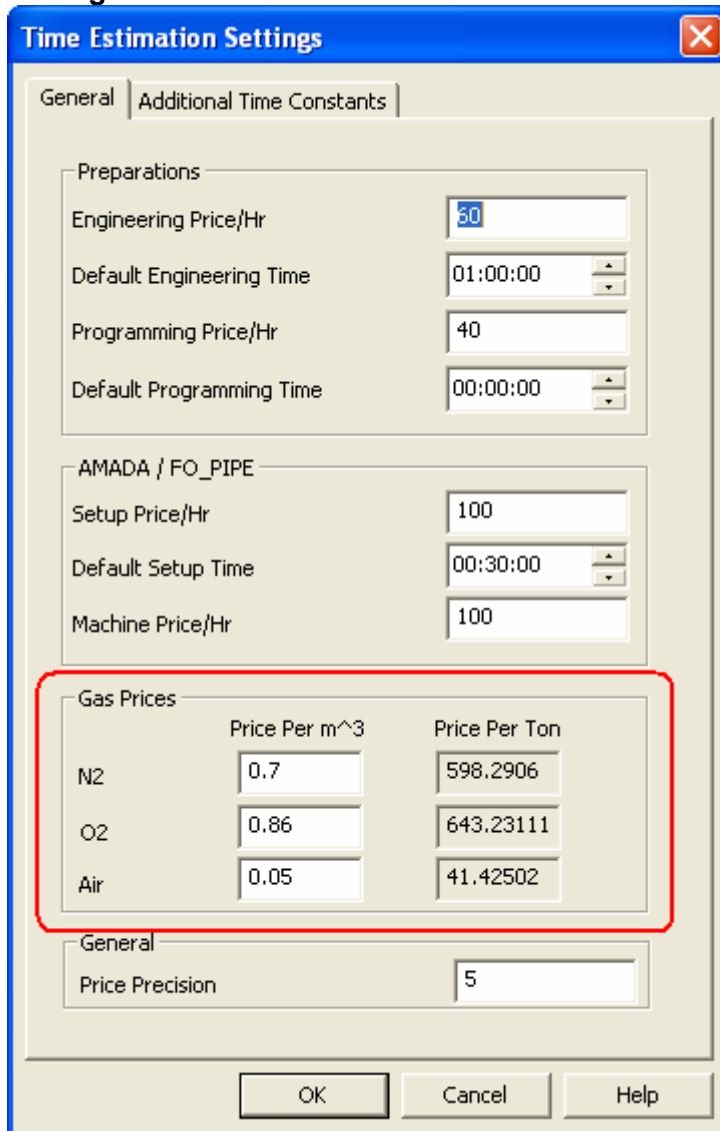 Time Estimation Settings
General Additional Time Constants
Preparations
Engineering Price/Hr 60
Default Engineering Time 01:00:00
Programming Price/Hr 40
Default Programming Time 00:00:00
AMADA / FO_PIPE
Setup Price/Hr 100
Default Setup Time 00:30:00
Machine Price/Hr 100
Gas Prices
Price Per m^3 Price Per Ton
N2 0.7 598.2906
O2 0.86 643.23111
Air 0.05 41.42502
General
Price Precision 5
OK Cancel Help